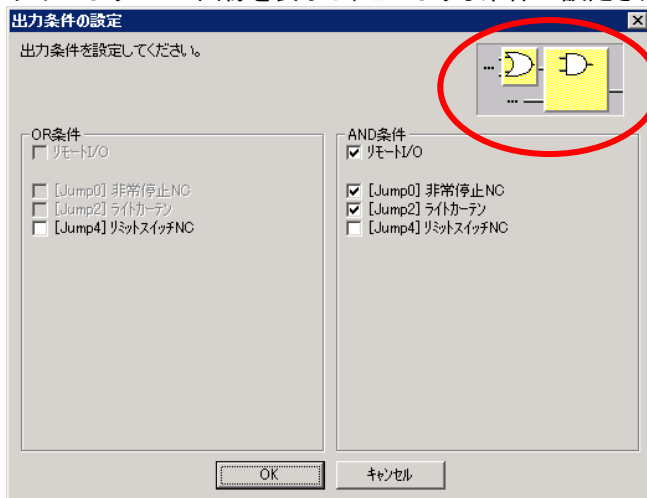 出力条件の設定
出力条件を設定してください。
OR条件
リモートI/O
[Jump0] 非常停止NC
[Jump2] ライトカーテン
[Jump4] リミットスイッチNC
AND条件
リモートI/O
[Jump0] 非常停止NC
[Jump2] ライトカーテン
[Jump4] リミットスイッチNC
OK
キャンセル